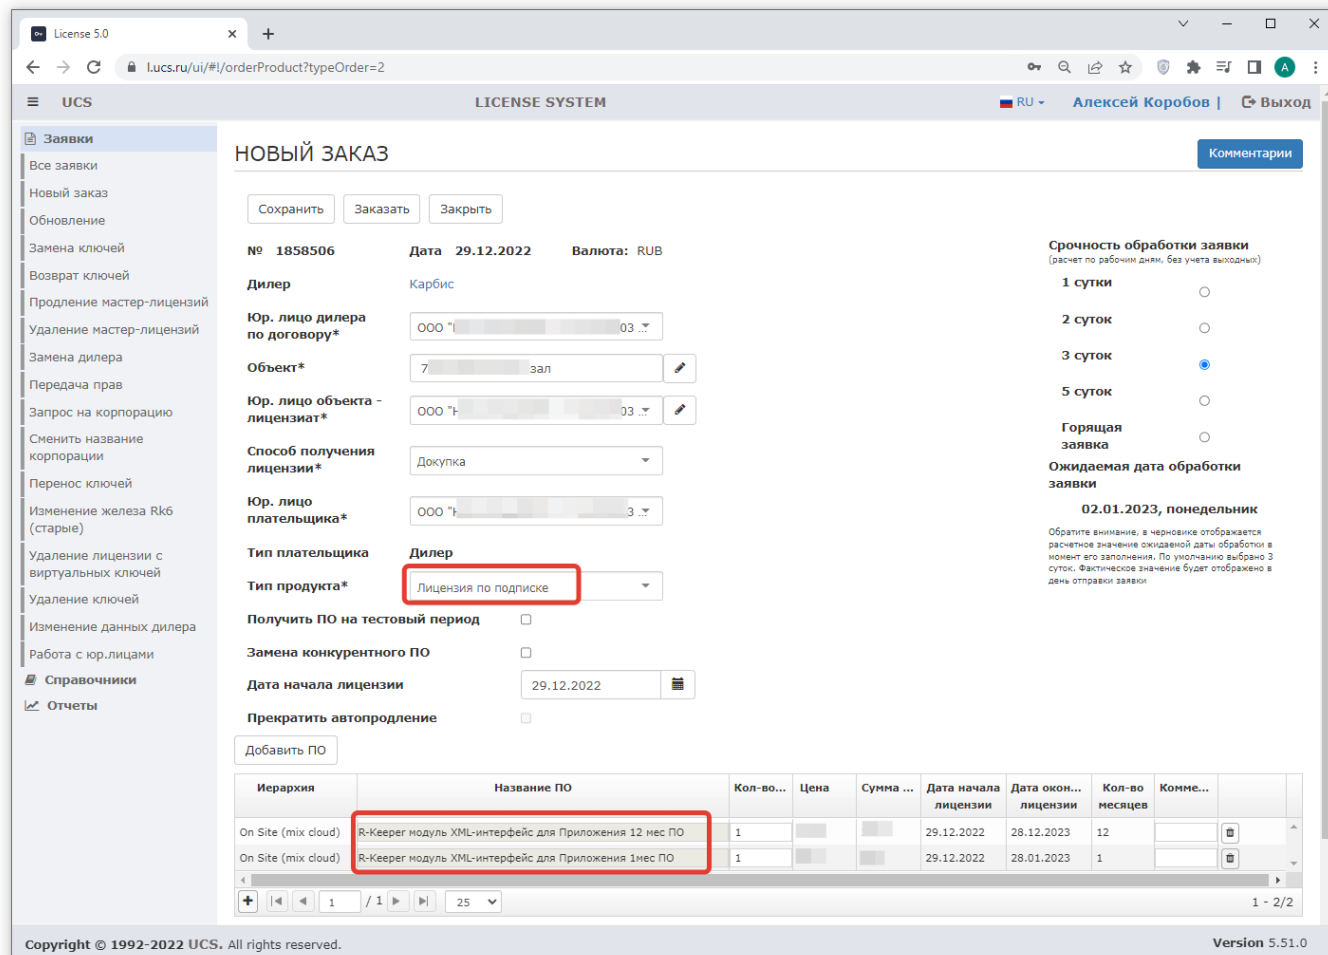 License 5.0
l.ucs.ru/ui/#!/orderProduct?typeOrder=2
A
UCS
LICENSE SYSTEM
RU
Алексей Коробов |
Выход
Заявки
Все заявки
Новый заказ
Обновление
Замена ключей
Возврат ключей
Продление мастер-лицензий
Удаление мастер-лицензий
Замена дилера
Передача прав
Запрос на корпорацию
Сменить название
корпорации
Перенос ключей
Изменение железа Rk6
(старые)
Удаление лицензии с
виртуальных ключей
Удаление ключей
Изменение данных дилера
Работа с юр.лицами
Справочники
Отчеты
НОВЫЙ ЗАКАЗ
Комментарии
Сохранить
Заказать
Закрыть
№ 1858506
Дата 29.12.2022
Валюта: RUB
Дилер
Карбис
Юр. лицо дилера
по договору*
ООО "
03 ..
Объект*
7
зал
Юр. лицо объекта -
лицензиат*
ООО "Н
03 ..
Способ получения
лицензии*
Докупка
Юр. лицо
плательщика*
ООО "Н
3 ..
Тип плательщика
Дилер
Тип продукта*
Лицензия по подписке
Получить ПО на тестовый период
Замена конкурентного ПО
Дата начала лицензии
29.12.2022
Прекратить автопродление
Срочность обработки заявки
(расчет по рабочим дням, без учета выходных)
1 сутки
2 суток
3 суток
5 суток
Горящая
заявка
Ожидаемая дата обработки
заявки
02.01.2023, понедельник
Обратите внимание, в черновике отображается
расчетное значение ожидаемой даты обработки в
момент его заполнения. По умолчанию выбрано 3
суток. Фактическое значение будет отображено в
день отправки заявки
Добавить ПО
Иерархия
Название ПО
Кол-во...
Цена
Сумма ...
Дата начала
лицензии
Дата окон...
лицензии
Кол-во
месяцев
Комме...
On Site (mix cloud)
R-Keeper модуль XML-интерфейс для Приложения 12 мес ПО
1
29.12.2022
28.12.2023
12
On Site (mix cloud)
R-Keeper модуль XML-интерфейс для Приложения 1мес ПО
1
29.12.2022
28.01.2023
1
1
/ 1
25
1 - 2/2
Copyright © 1992-2022 UCS. All rights reserved.
Version 5.51.0